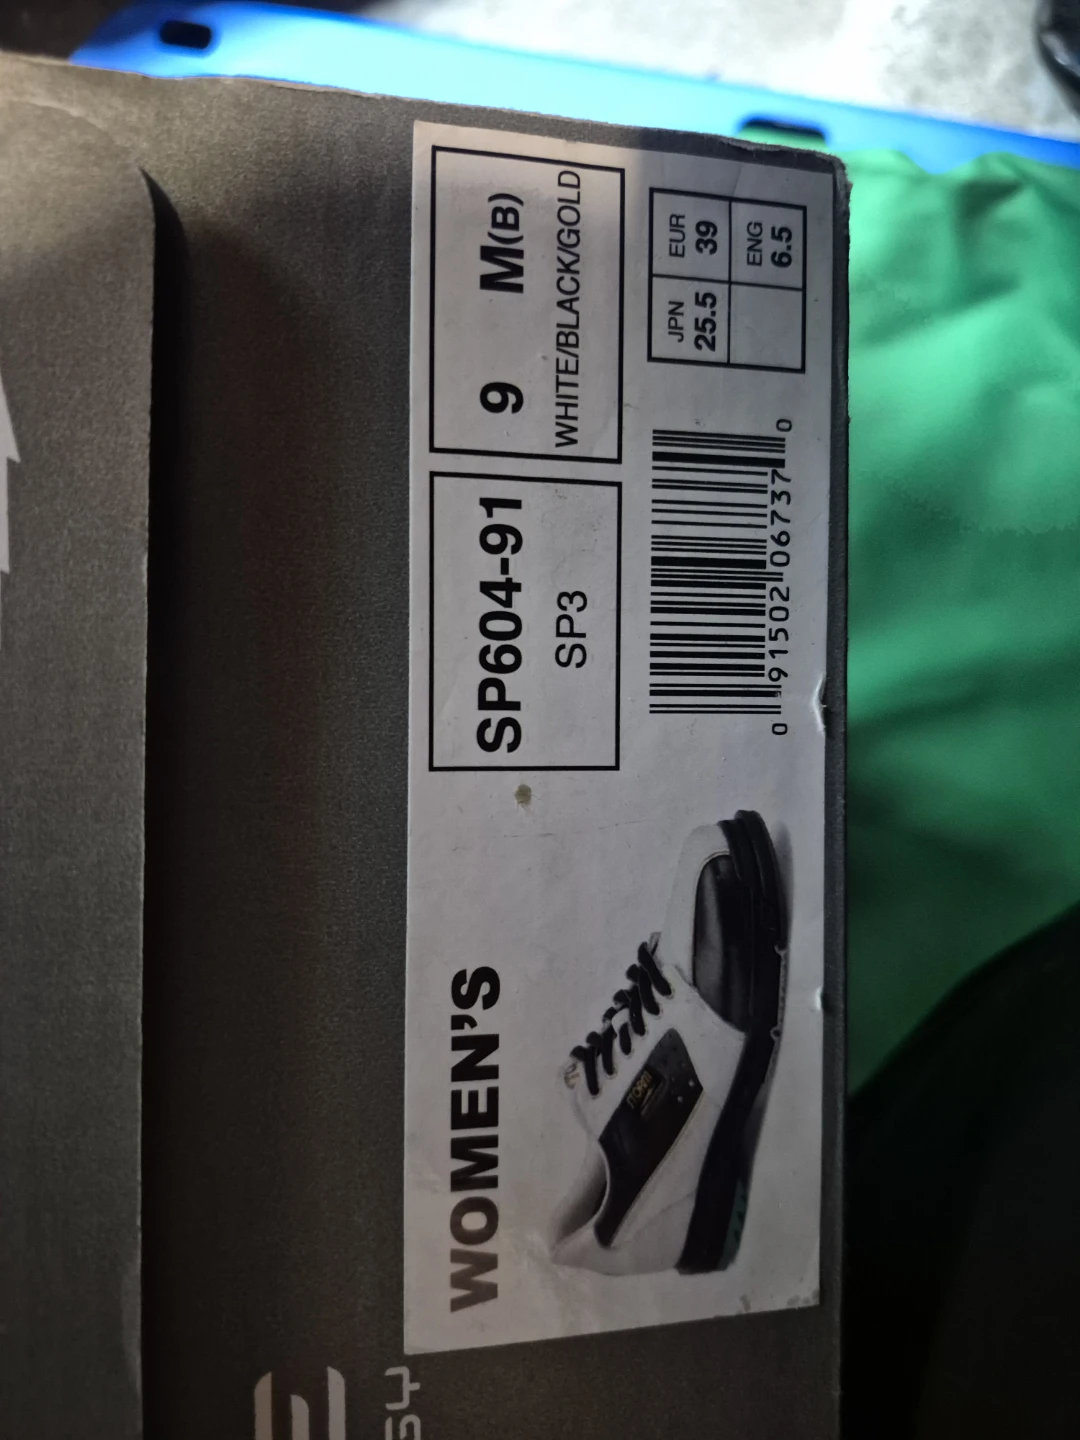 WOMEN'S
SP604-91
SP3
9 M(B)
WHITE/BLACK/GOLD
0 91502 06737 0
JPN EUR
25.5 39
ENG
6.5
STORM